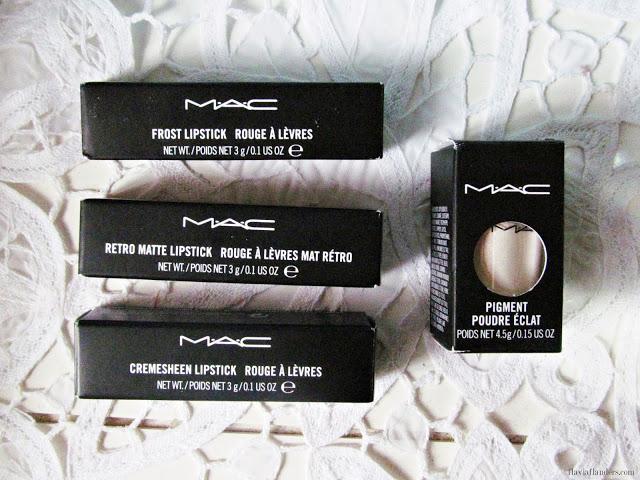 M·A·C
FROST LIPSTICK ROUGE À LÈVRES
NET WT./POIDS NET 3 g/0.1 US OZ e
M·A·C
RETRO MATTE LIPSTICK ROUGE À LÈVRES MAT RÉTRO
NET WT./POIDS NET 3 g/0.1 US OZ e
M·A·C
CREMESHEEN LIPSTICK ROUGE À LÈVRES
NET WT./POIDS NET 3 g/0.1 US OZ e
M·A·C
M·A·C
PIGMENT
POUDRE ÉCLAT
POIDS NET 4.5g/0.15 US OZ
flaviaflanders.com